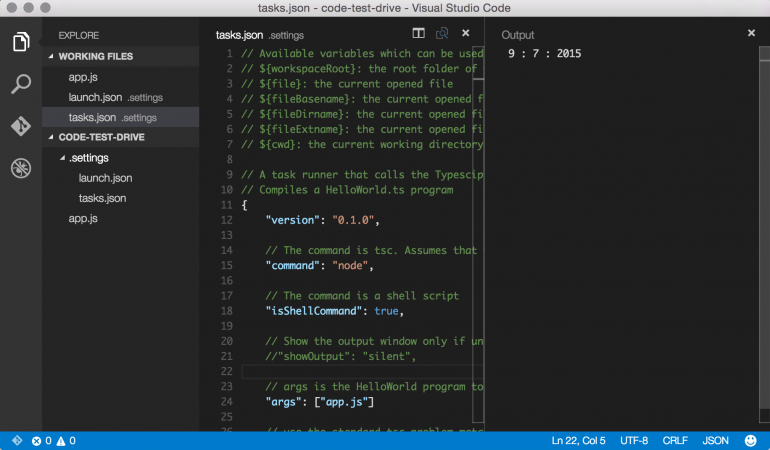 tasks.json - code-test-drive - Visual Studio Code
EXPLORE
WORKING FILES
app.js
launch.json .settings
tasks.json .settings
CODE-TEST-DRIVE
.settings
launch.json
tasks.json
app.js
tasks.json .settings
1 // Available variables which can be used
2 // ${workspaceRoot}: the root folder of
3 // ${file}: the current opened file
4 // ${fileBasename}: the current opened f
5 // ${fileDirname}: the current opened fi
6 // ${fileExtname}: the current opened fi
7 // ${cwd}: the current working directory
8
9 // A task runner that calls the Typescip
10 // Compiles a HelloWorld.ts program
11 {
12 "version": "0.1.0",
13
14 // The command is tsc. Assumes that
15 "command": "node",
16
17 // The command is a shell script
18 "isShellCommand": true,
19
20 // Show the output window only if un
21 //"showOutput": "silent",
22
23 // args is the HelloWorld program to
24 "args": ["app.js"]
25
Output
9 : 7 : 2015
0 0
Ln 22, Col 5 UTF-8 CRLF JSON